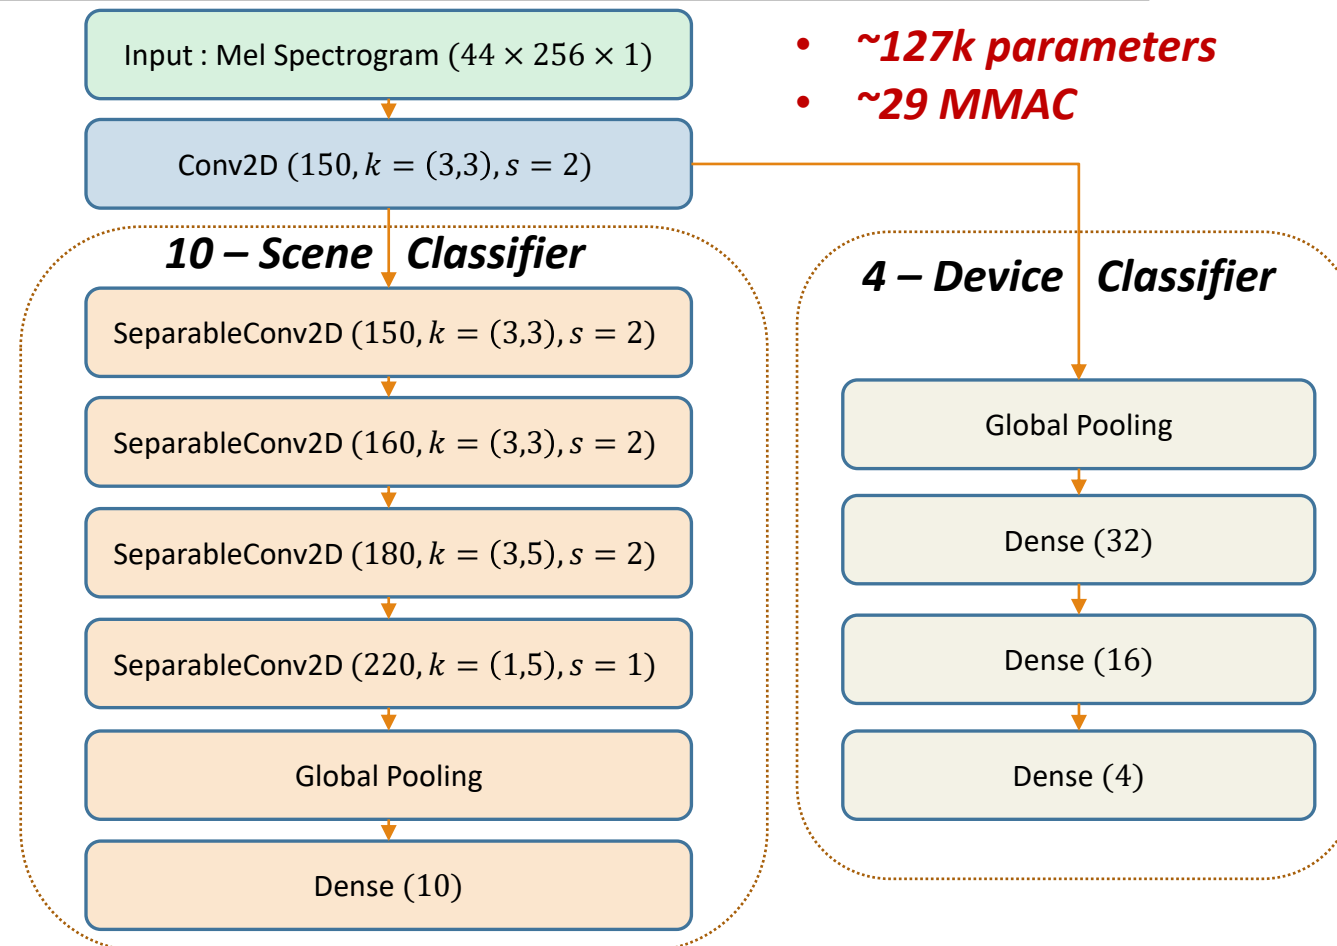 Input : Mel Spectrogram (44 × 256 × 1)
• ~127k parameters
• ~29 MMAC
Conv2D (150, k = (3,3), s = 2)
10 – Scene Classifier
SeparableConv2D (150, k = (3,3), s = 2)
SeparableConv2D (160, k = (3,3), s = 2)
SeparableConv2D (180, k = (3,5), s = 2)
SeparableConv2D (220, k = (1,5), s = 1)
Global Pooling
Dense (10)
4 – Device Classifier
Global Pooling
Dense (32)
Dense (16)
Dense (4)